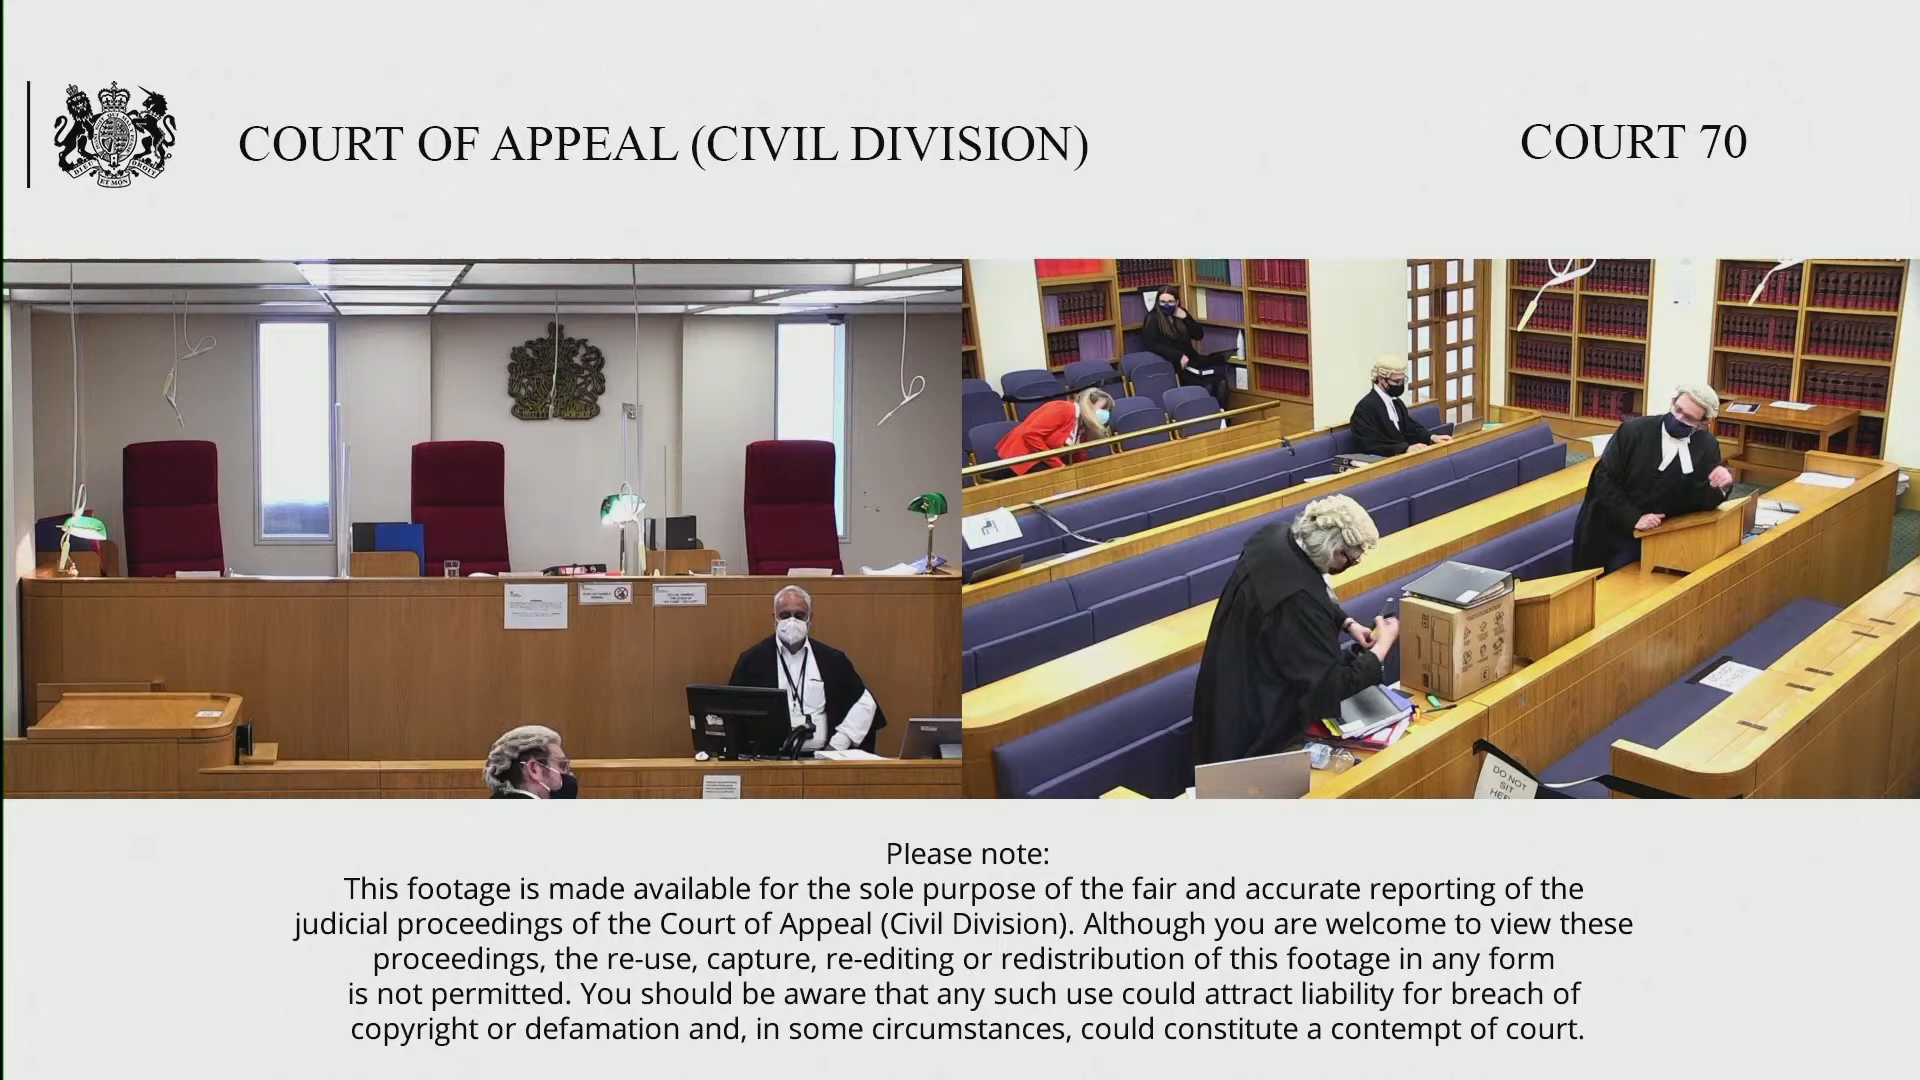 COURT OF APPEAL (CIVIL DIVISION)
COURT 70
DO NOT
SIT
HERE
Please note:
This footage is made available for the sole purpose of the fair and accurate reporting of the
judicial proceedings of the Court of Appeal (Civil Division). Although you are welcome to view these
proceedings, the re-use, capture, re-editing or redistribution of this footage in any form
is not permitted. You should be aware that any such use could attract liability for breach of
copyright or defamation and, in some circumstances, could constitute a contempt of court.